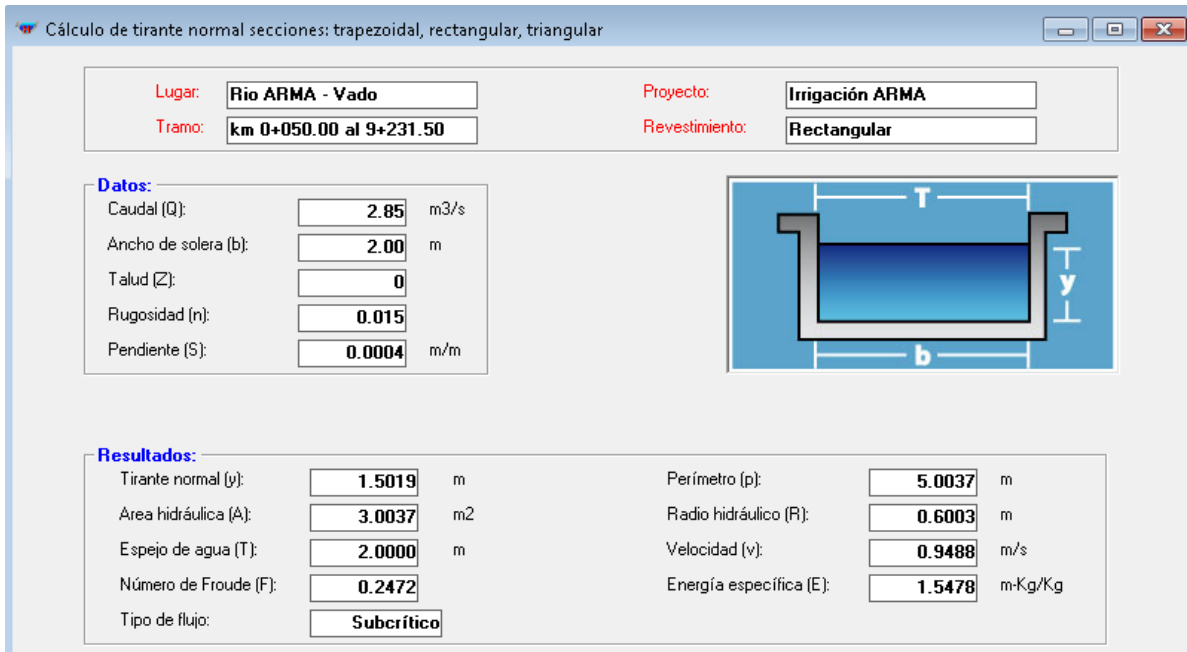 Cálculo de tirante normal secciones: trapezoidal, rectangular, triangular
Lugar: Rio ARMA - Vado Proyecto: Irrigación ARMA
Tramo: km 0+050.00 al 9+231.50 Revestimiento: Rectangular
Datos:
Caudal (Q): 2.85 m3/s
Ancho de solera (b): 2.00 m
Talud (Z): 0
Rugosidad (n): 0.015
Pendiente (S): 0.0004 m/m
T
y
b
Resultados:
Tirante normal (y): 1.5019 m Perímetro (p): 5.0037 m
Area hidráulica (A): 3.0037 m2 Radio hidráulico (R): 0.6003 m
Espejo de agua (T): 2.0000 m Velocidad (v): 0.9488 m/s
Número de Froude (F): 0.2472 Energía específica (E): 1.5478 m-Kg/Kg
Tipo de flujo: Subcrítico